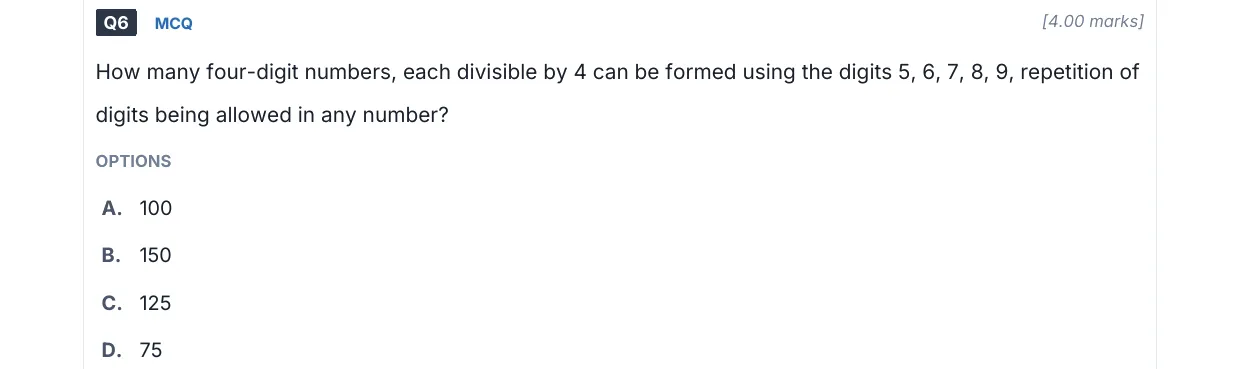 Q6 MCQ [4.00 marks]
How many four-digit numbers, each divisible by 4 can be formed using the digits 5, 6, 7, 8, 9, repetition of
digits being allowed in any number?
OPTIONS
A. 100
B. 150
C. 125
D. 75